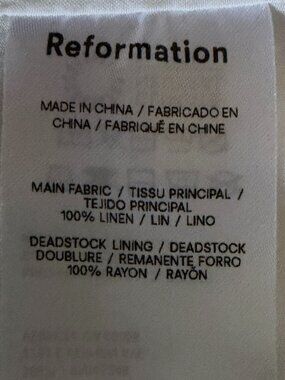 Reformation
MADE IN CHINA / FABRICADO EN
CHINA / FABRIQUÉ EN CHINE
MAIN FABRIC / TISSU PRINCIPAL /
TEJIDO PRINCIPAL
100% LINEN / LIN / LINO
DEADSTOCK LINING / DEADSTOCK
DOUBLURE / REMANENTE FORRO
100% RAYON / RAYÓN